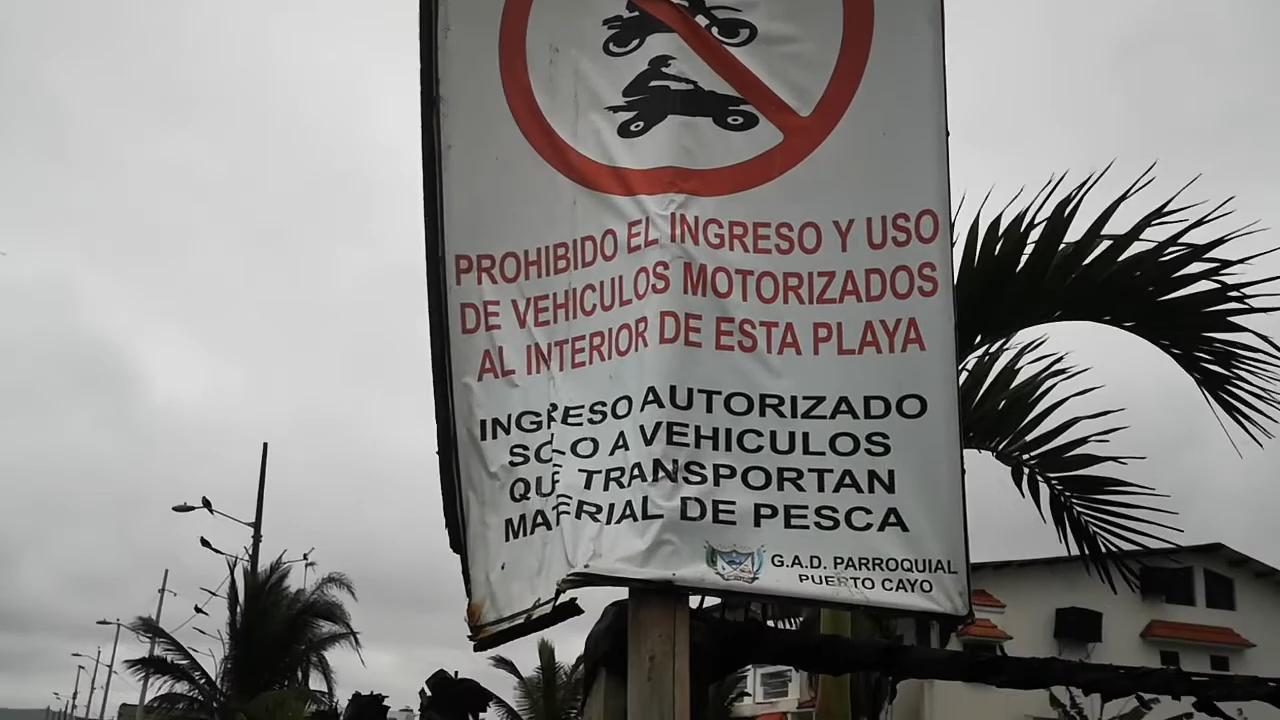 PROHIBIDO EL INGRESO Y USO
DE VEHICULOS MOTORIZADOS
AL INTERIOR DE ESTA PLAYA
INGRESO AUTORIZADO
SOLO A VEHICULOS
QUE TRANSPORTAN
MATERIAL DE PESCA
G.A.D. PARROQUIAL
PUERTO CAYO